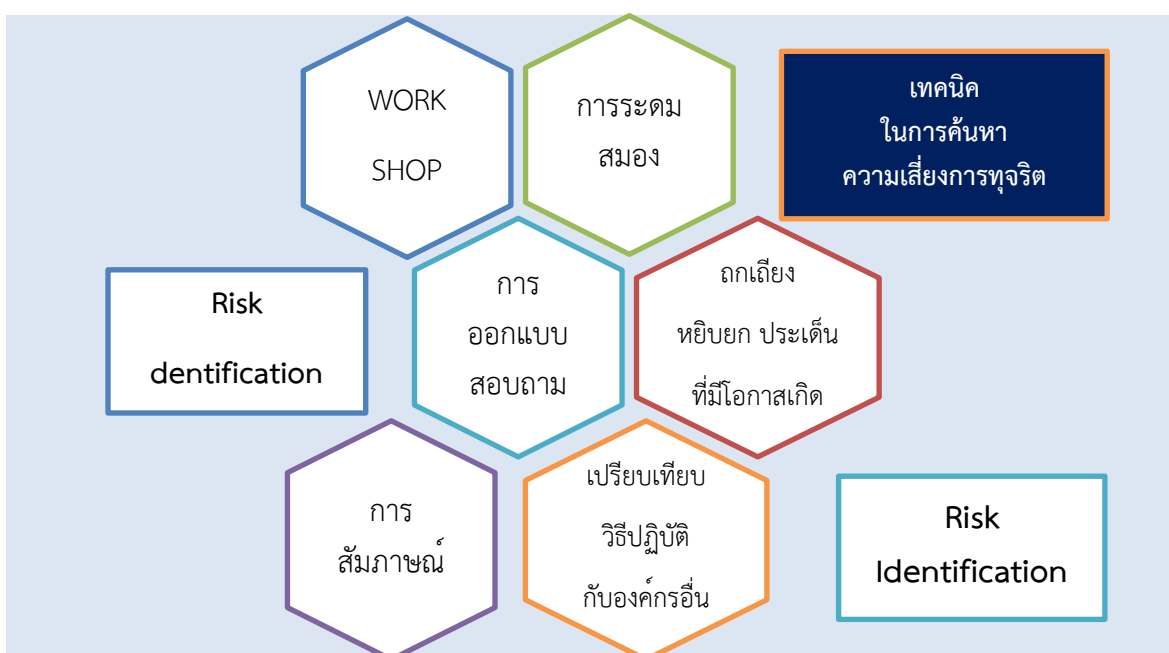 WORK
SHOP
การระดม
สมอง
เทคนิค
ในการค้นหา
ความเสี่ยงการทุจริต
Risk
dentification
การ
ออกแบบ
สอบถาม
ถกเถียง
หยิบยก ประเด็น
ที่มีโอกาสเกิด
การ
สัมภาษณ์
เปรียบเทียบ
วิธีปฏิบัติ
กับองค์กรอื่น
Risk
Identification